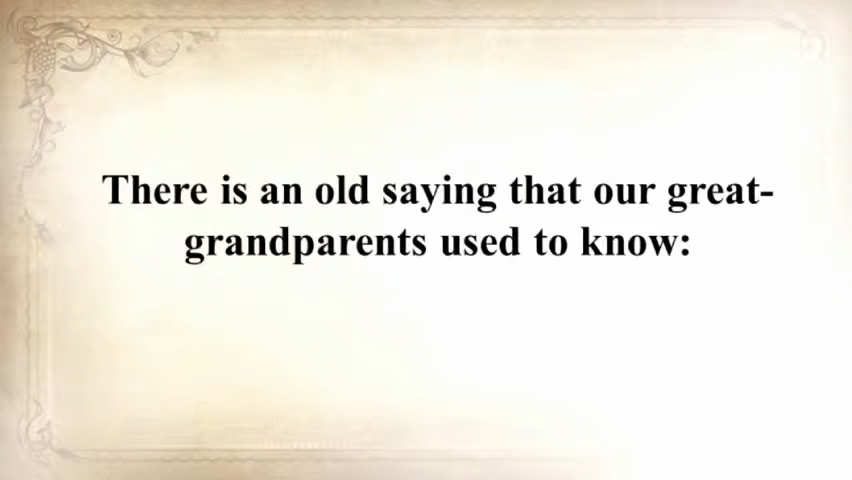 There is an old saying that our great-
grandparents used to know: